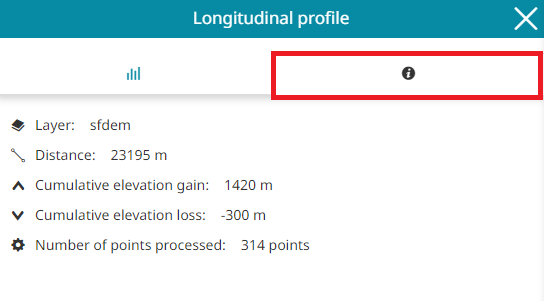 Longitudinal profile
Layer: sfdem
Distance: 23195 m
Cumulative elevation gain: 1420 m
Cumulative elevation loss: -300 m
Number of points processed: 314 points